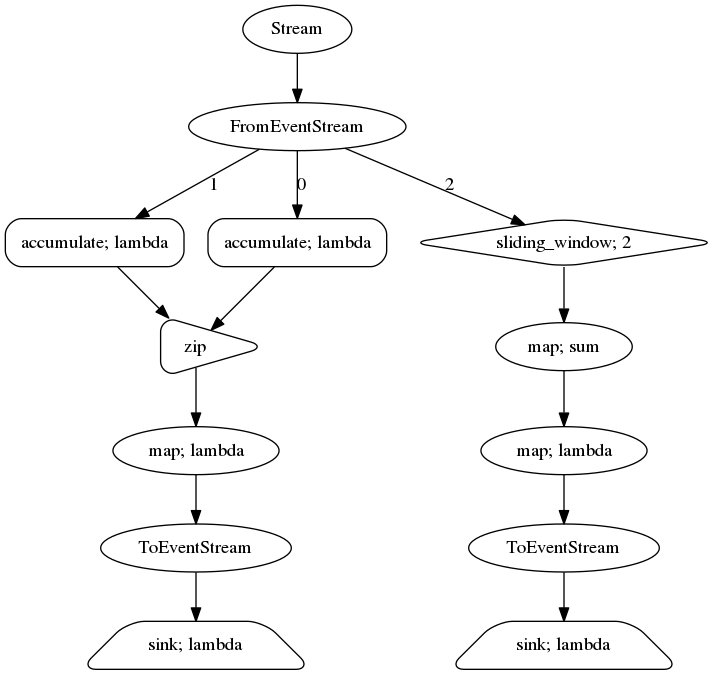 Stream
FromEventStream
1
0
2
accumulate; lambda
accumulate; lambda
sliding_window; 2
zip
map; sum
map; lambda
map; lambda
ToEventStream
ToEventStream
sink; lambda
sink; lambda